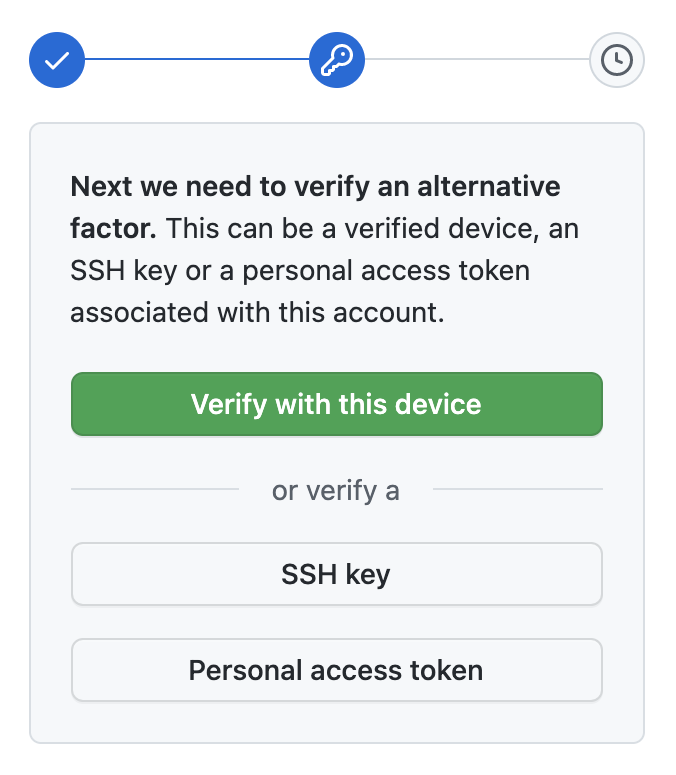 Next we need to verify an alternative
factor. This can be a verified device, an
SSH key or a personal access token
associated with this account.
Verify with this device
or verify a
SSH key
Personal access token